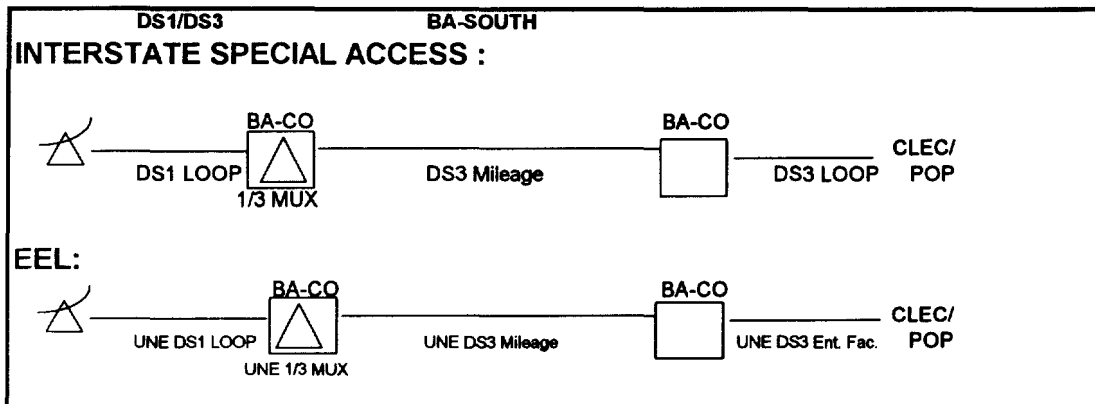 DS1/DS3 BA-SOUTH
INTERSTATE SPECIAL ACCESS :
BA-CO BA-CO
CLEC/
DS1 LOOP DS3 Mileage DS3 LOOP POP
1/3 MUX
EEL:
BA-CO BA-CO
CLEC/
UNE DS1 LOOP UNE DS3 Mileage UNE DS3 Ent. Fac. POP
UNE 1/3 MUX